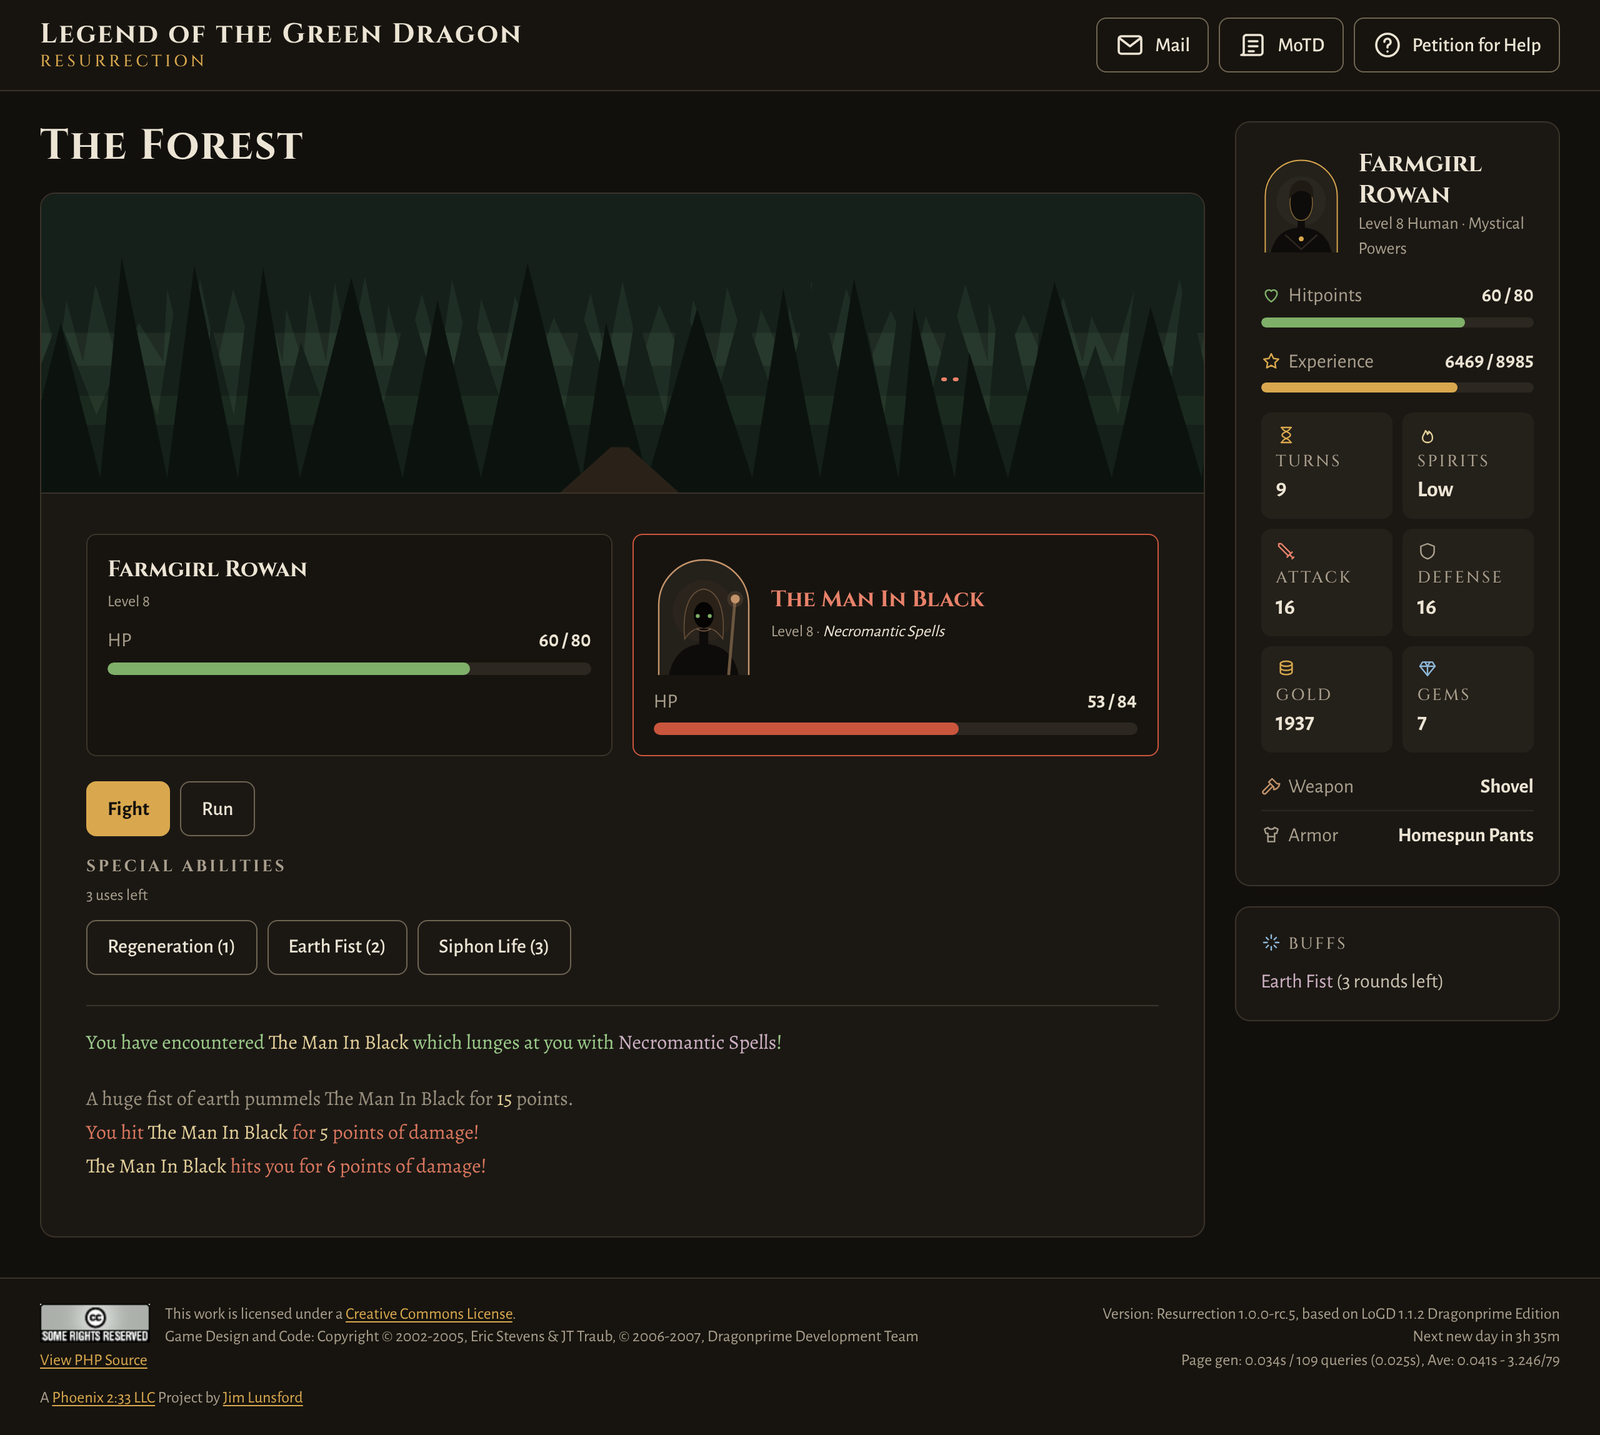 Legend of the Green Dragon
RESURRECTION
Mail
MoTD
Petition for Help
The Forest
Farmgirl Rowan
Level 8
HP
60 / 80
The Man In Black
Level 8 · Necromantic Spells
HP
53 / 84
Fight
Run
SPECIAL ABILITIES
3 uses left
Regeneration (1)
Earth Fist (2)
Siphon Life (3)
You have encountered The Man In Black which lunges at you with Necromantic Spells!
A huge fist of earth pummels The Man In Black for 15 points.
You hit The Man In Black for 5 points of damage!
The Man In Black hits you for 6 points of damage!
Farmgirl
Rowan
Level 8 Human · Mystical
Powers
Hitpoints
60 / 80
Experience
6469 / 8985
TURNS
9
SPIRITS
Low
ATTACK
16
DEFENSE
16
GOLD
1937
GEMS
7
Weapon
Shovel
Armor
Homespun Pants
BUFFS
Earth Fist (3 rounds left)
cc
SOME RIGHTS RESERVED
This work is licensed under a Creative Commons License.
Game Design and Code: Copyright © 2002-2005, Eric Stevens & JT Traub, © 2006-2007, Dragonprime Development Team
View PHP Source
A Phoenix 2:33 LLC Project by Jim Lunsford
Version: Resurrection 1.0.0-rc.5, based on LoGD 1.1.2 Dragonprime Edition
Next new day in 3h 35m
Page gen: 0.034s / 109 queries (0.025s), Ave: 0.041s - 3.246/79